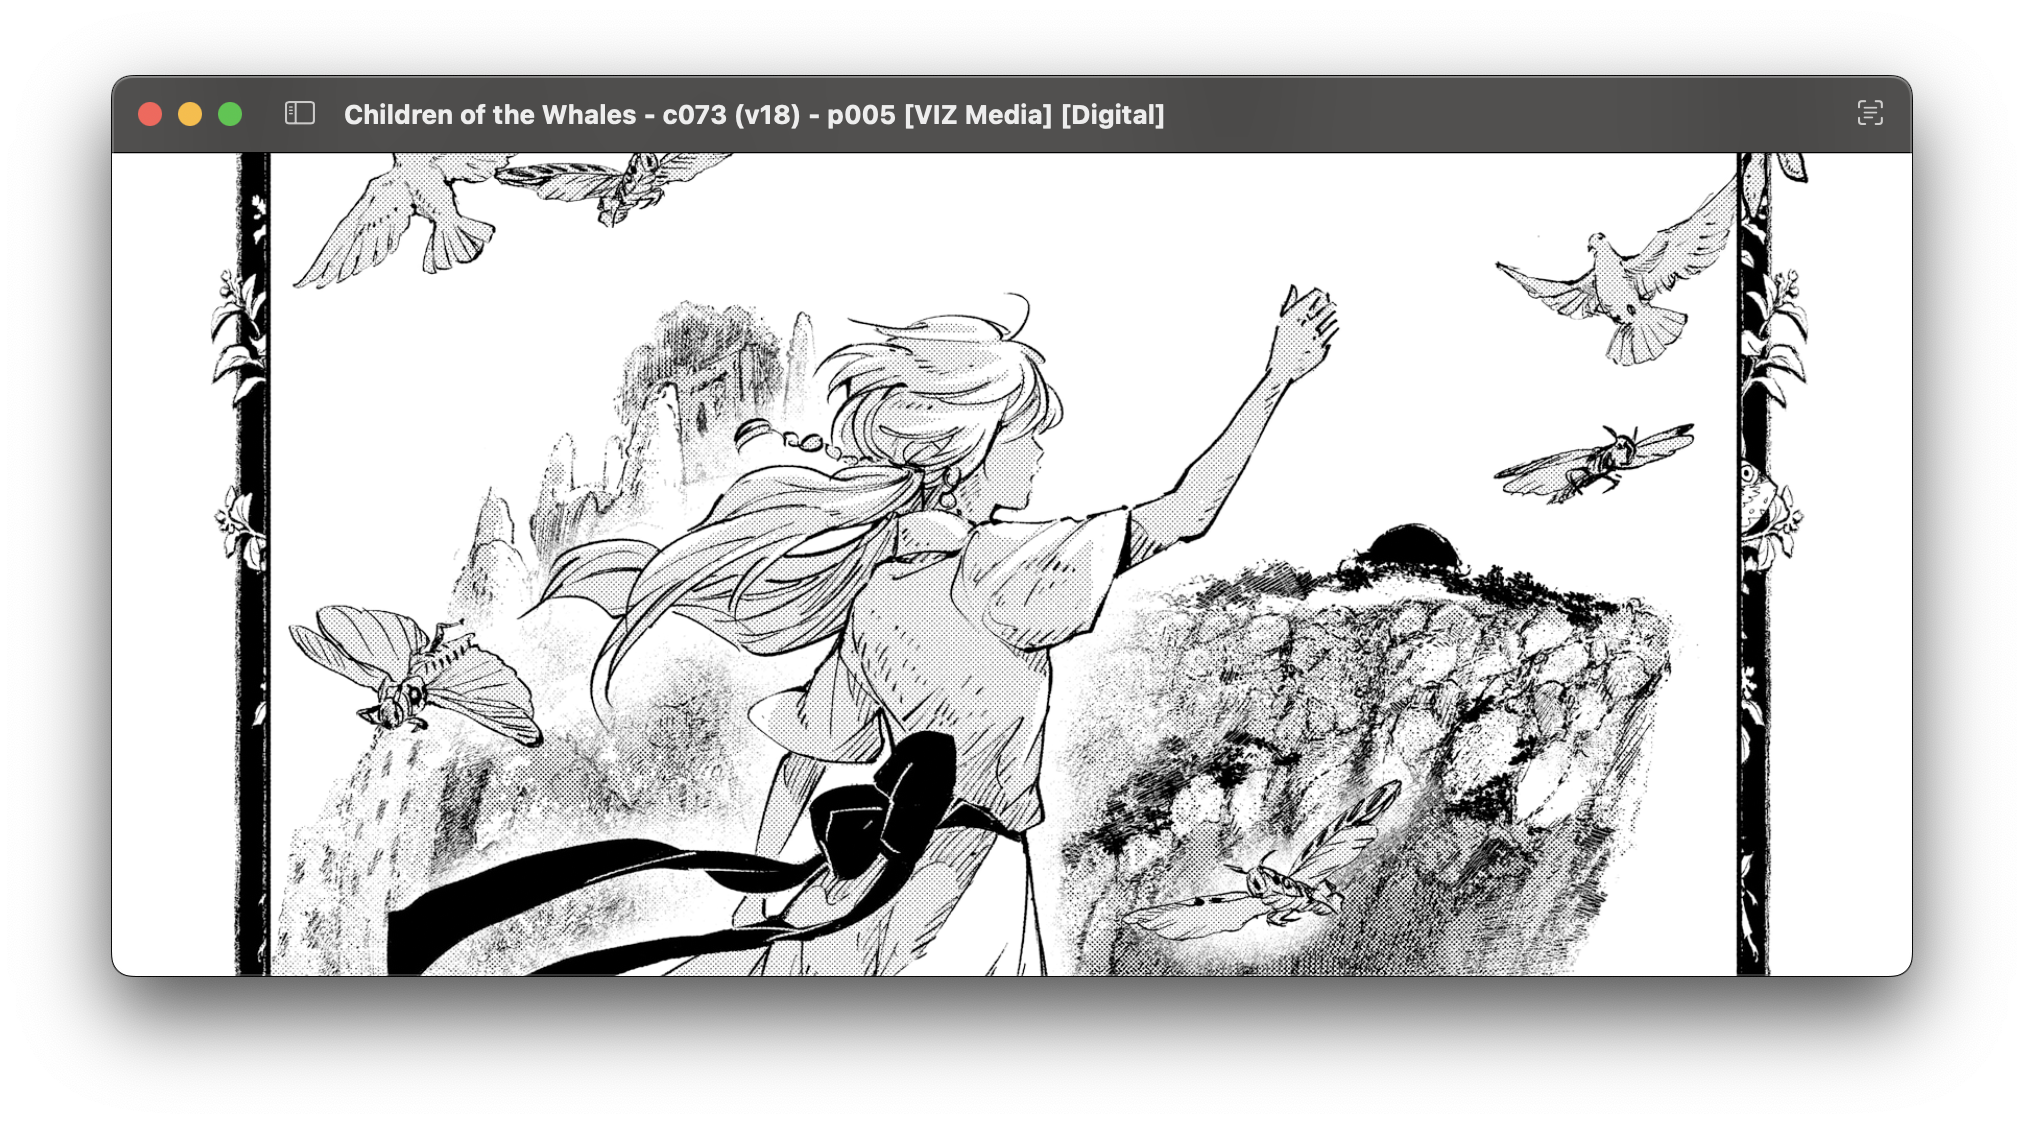 Children of the Whales - c073 (v18) - p005 [VIZ Media] [Digital]